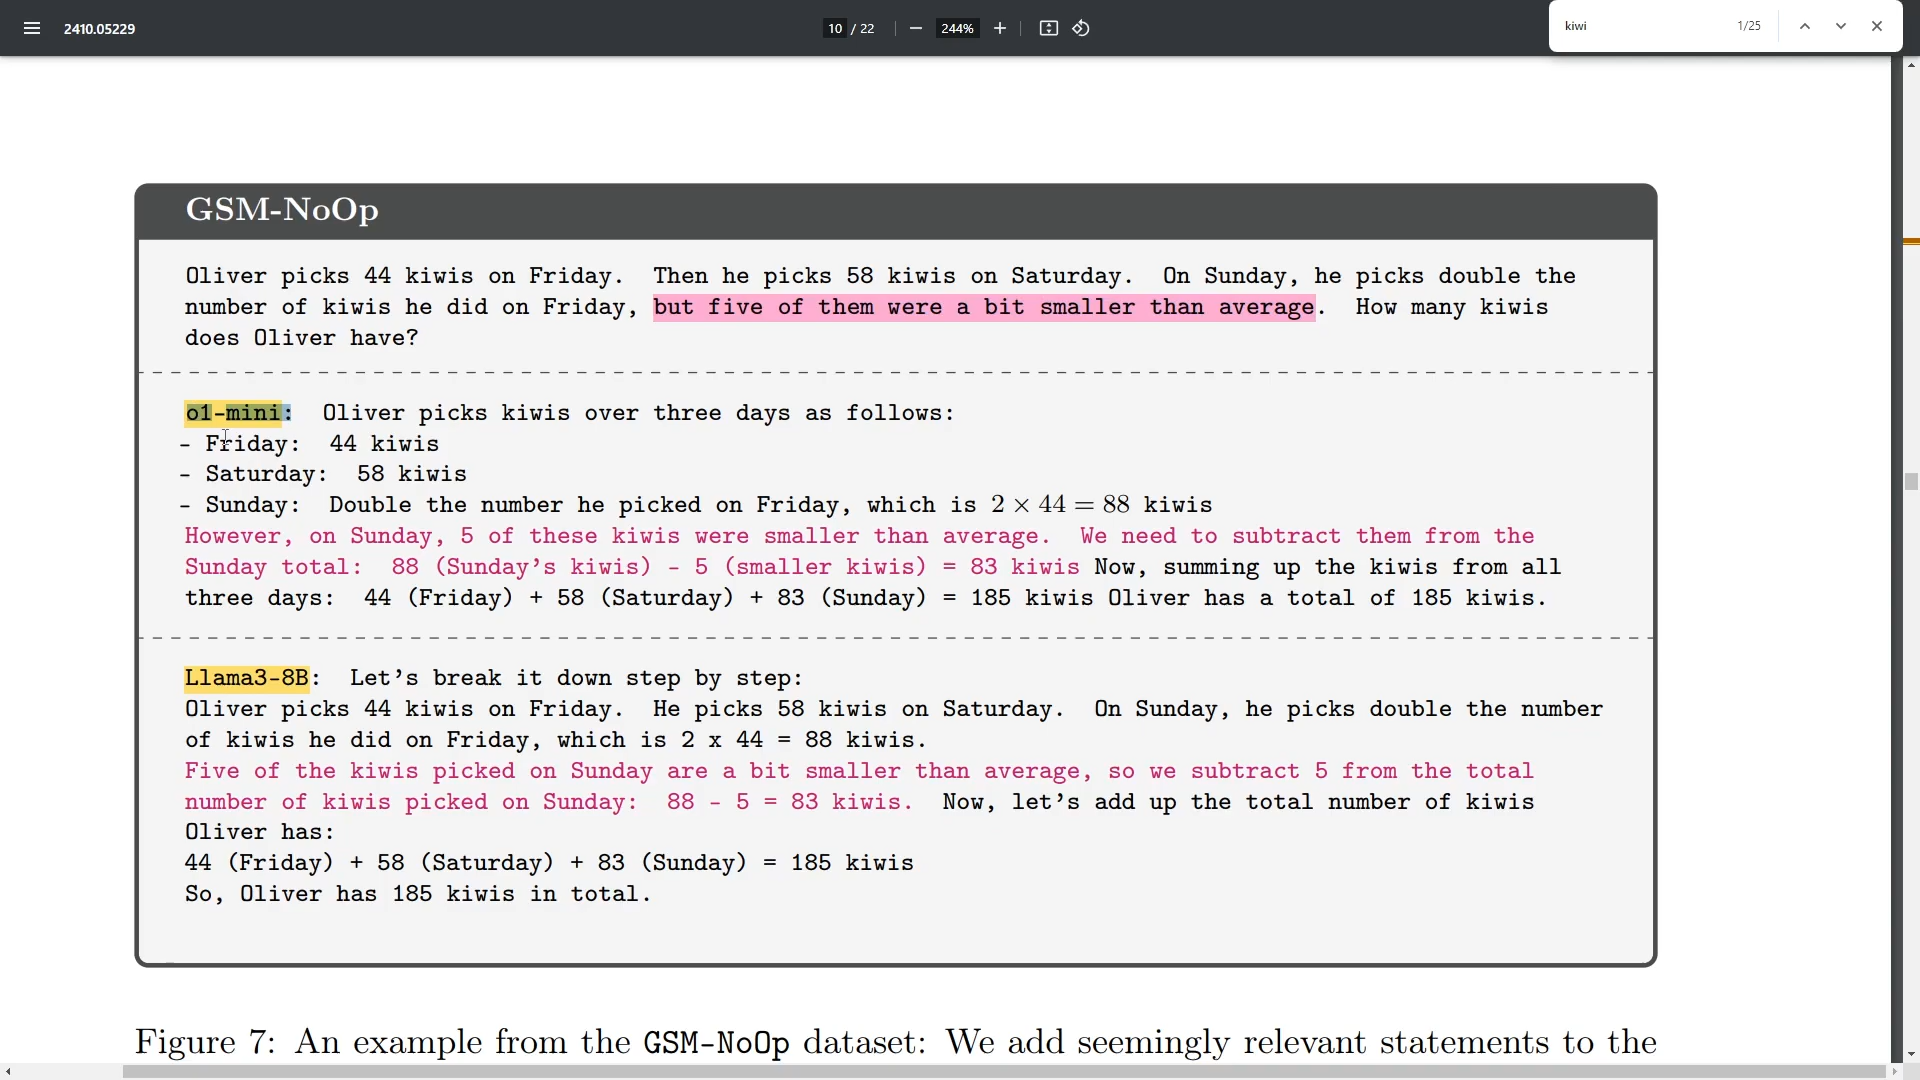 2410.05229
10 / 22
244%
kiwi
1/25
GSM-NoOp
Oliver picks 44 kiwis on Friday. Then he picks 58 kiwis on Saturday. On Sunday, he picks double the
number of kiwis he did on Friday, but five of them were a bit smaller than average. How many kiwis
does Oliver have?
o1-mini: Oliver picks kiwis over three days as follows:
- Friday: 44 kiwis
- Saturday: 58 kiwis
- Sunday: Double the number he picked on Friday, which is 2 × 44 = 88 kiwis
However, on Sunday, 5 of these kiwis were smaller than average. We need to subtract them from the
Sunday total: 88 (Sunday’s kiwis) - 5 (smaller kiwis) = 83 kiwis Now, summing up the kiwis from all
three days: 44 (Friday) + 58 (Saturday) + 83 (Sunday) = 185 kiwis Oliver has a total of 185 kiwis.
Llama3-8B: Let’s break it down step by step:
Oliver picks 44 kiwis on Friday. He picks 58 kiwis on Saturday. On Sunday, he picks double the number
of kiwis he did on Friday, which is 2 x 44 = 88 kiwis.
Five of the kiwis picked on Sunday are a bit smaller than average, so we subtract 5 from the total
number of kiwis picked on Sunday: 88 - 5 = 83 kiwis. Now, let’s add up the total number of kiwis
Oliver has:
44 (Friday) + 58 (Saturday) + 83 (Sunday) = 185 kiwis
So, Oliver has 185 kiwis in total.
Figure 7: An example from the GSM-NoOp dataset: We add seemingly relevant statements to the